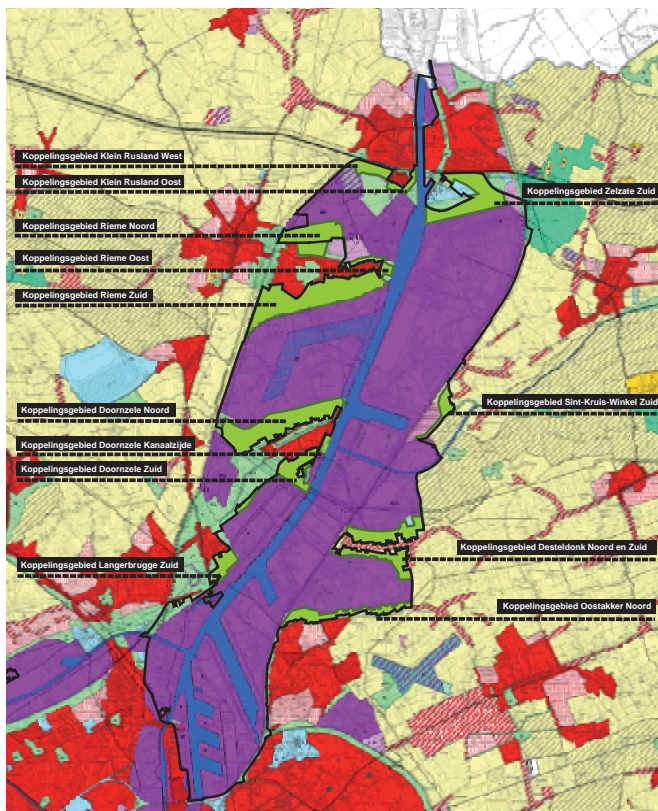 Koppelingsgebied Klein Rusland West
Koppelingsgebied Klein Rusland Oost
Koppelingsgebied Zelzate Zuid
Koppelingsgebied Rieme Noord
Koppelingsgebied Rieme Oost
Koppelingsgebied Rieme Zuid
Koppelingsgebied Sint-Kruis-Winkel Zuid
Koppelingsgebied Doornzele Noord
Koppelingsgebied Doornzele Kanaalzijde
Koppelingsgebied Doornzele Zuid
Koppelingsgebied Desteldonk Noord en Zuid
Koppelingsgebied Langerbrugge Zuid
Koppelingsgebied Oostakker Noord